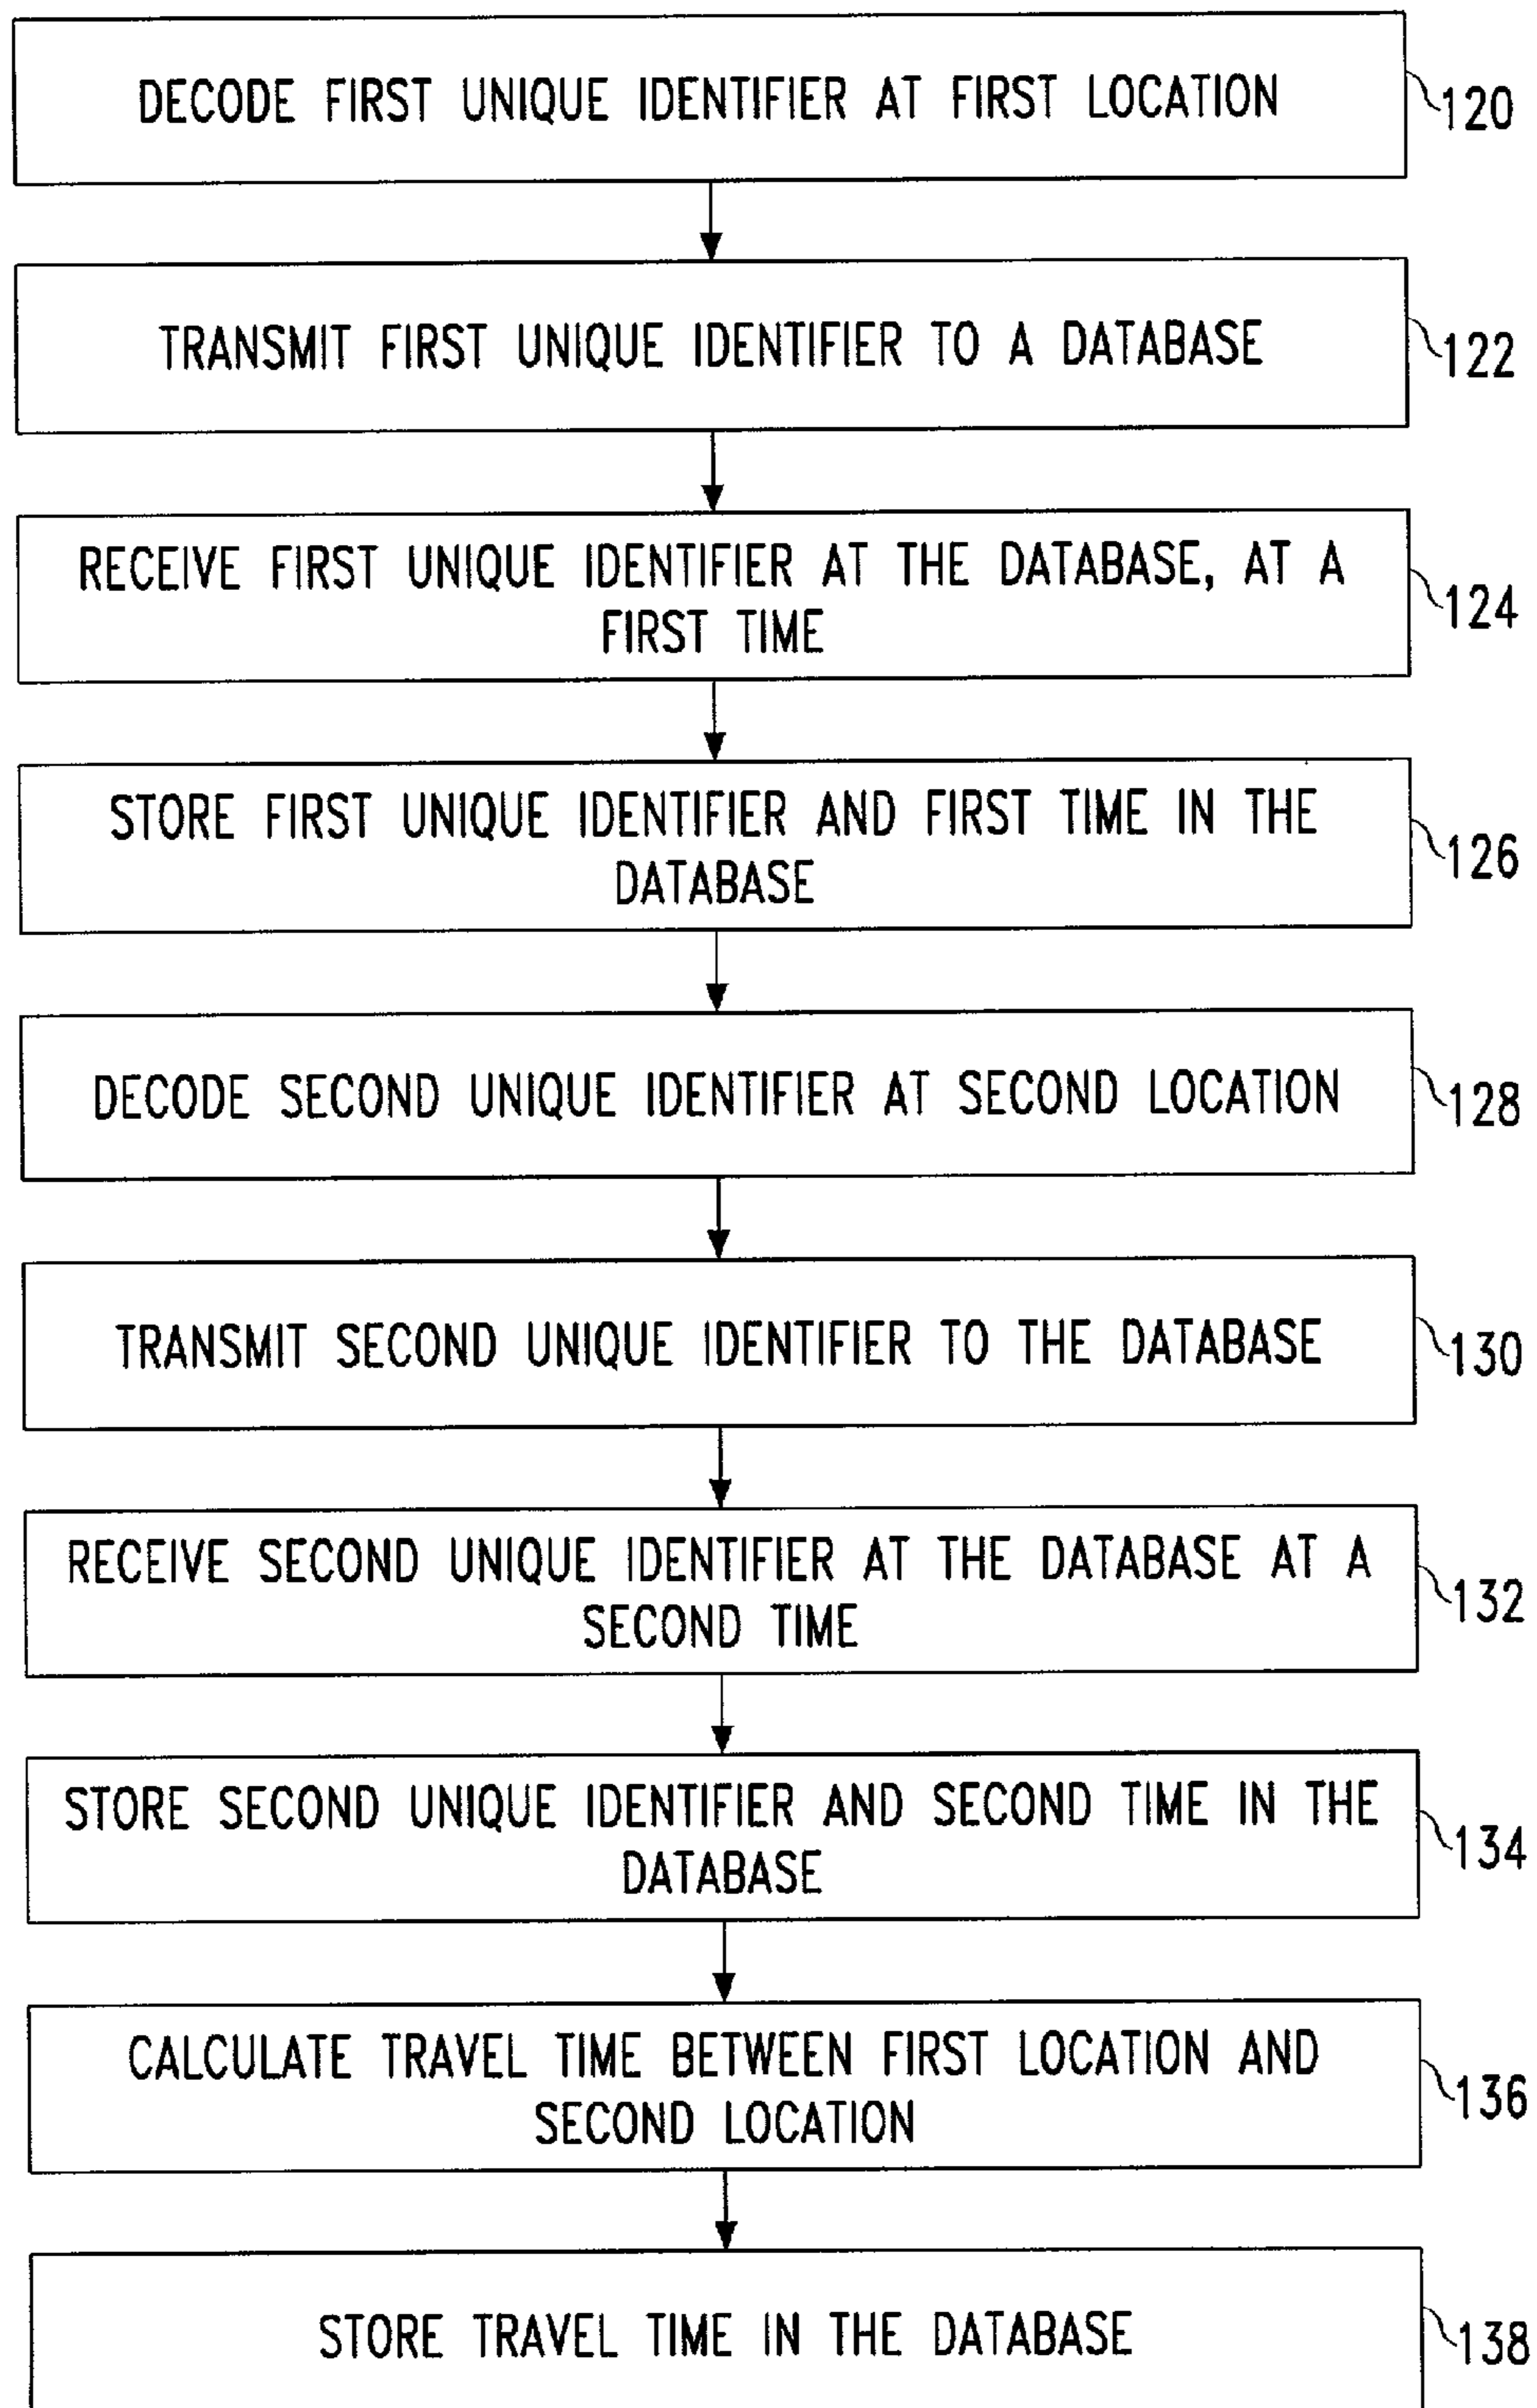 DECODE FIRST UNIQUE IDENTIFIER AT FIRST LOCATION
120
TRANSMIT FIRST UNIQUE IDENTIFIER TO A DATABASE
122
RECEIVE FIRST UNIQUE IDENTIFIER AT THE DATABASE, AT A
FIRST TIME
124
STORE FIRST UNIQUE IDENTIFIER AND FIRST TIME IN THE
DATABASE
126
DECODE SECOND UNIQUE IDENTIFIER AT SECOND LOCATION
128
TRANSMIT SECOND UNIQUE IDENTIFIER TO THE DATABASE
130
RECEIVE SECOND UNIQUE IDENTIFIER AT THE DATABASE AT A
SECOND TIME
132
STORE SECOND UNIQUE IDENTIFIER AND SECOND TIME IN THE
DATABASE
134
CALCULATE TRAVEL TIME BETWEEN FIRST LOCATION AND
SECOND LOCATION
136
STORE TRAVEL TIME IN THE DATABASE
138